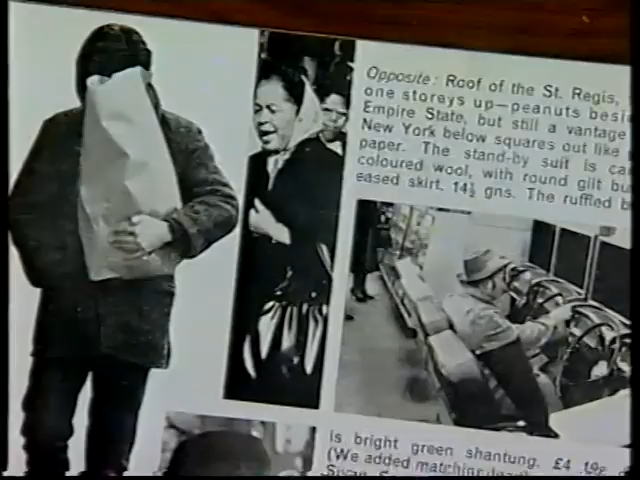 Opposite: Roof of the St. Regis,
one storeys up—peanuts besi
Empire State, but still a vantage
New York below squares out like
paper. The stand-by suit is ca
coloured wool, with round gilt bu
eased skirt. 14½ gns. The ruffled b
is bright green shantung. £4 .19s
(We added matching